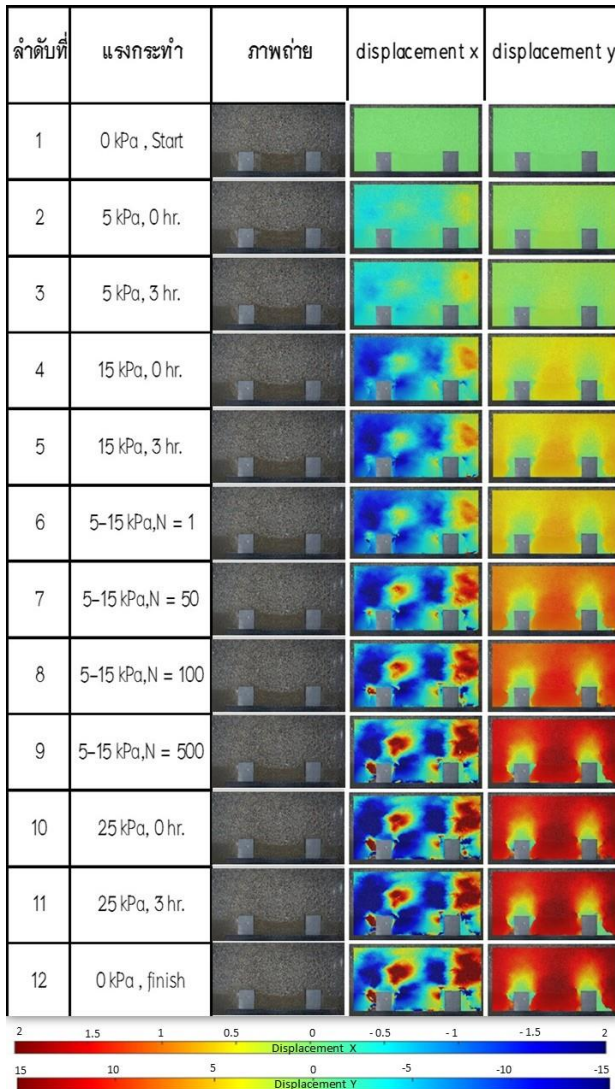 ลำดับที่ แรงกระทำ ภาพถ่าย displacement x displacement y
1 0 kPa , Start
2 5 kPa, 0 hr.
3 5 kPa, 3 hr.
4 15 kPa, 0 hr.
5 15 kPa, 3 hr.
6 5-15 kPa,N = 1
7 5-15 kPa,N = 50
8 5-15 kPa,N = 100
9 5-15 kPa,N = 500
10 25 kPa, 0 hr.
11 25 kPa, 3 hr.
12 0 kPa , finish
2 1.5 1 0.5 0 -0.5 -1 -1.5 2
Displacement X
15 10 5 0 -5 -10 -15
Displacement Y